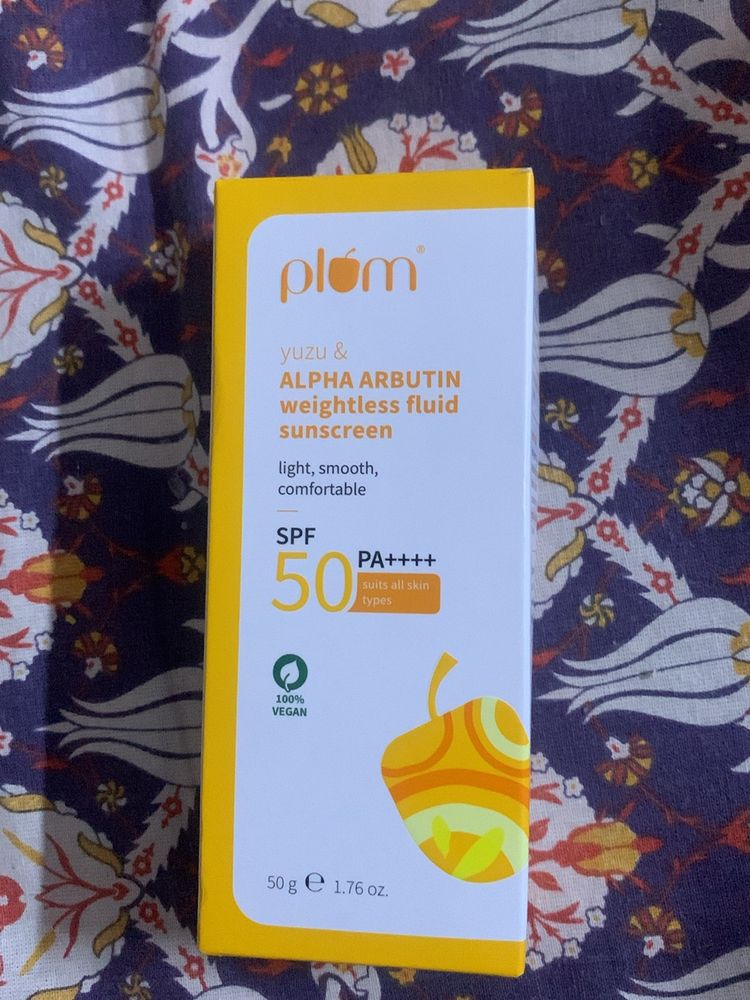 plum®
yuzu &
ALPHA ARBUTIN
weightless fluid
sunscreen
light, smooth,
comfortable
SPF
50 PA++++
suits all skin
types
100%
VEGAN
50 g ℮ 1.76 oz.